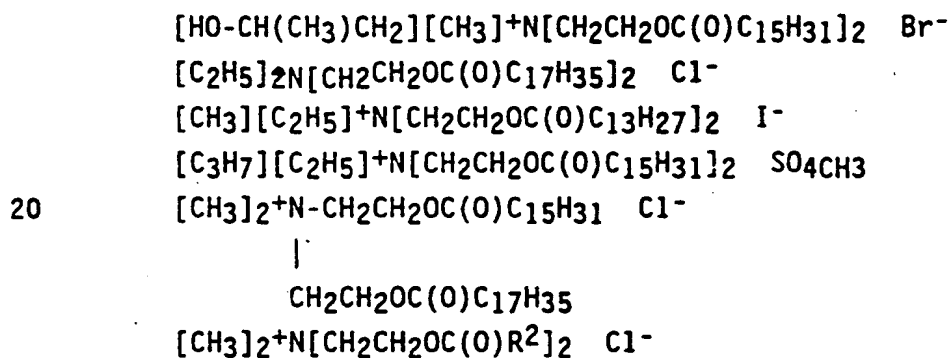 [HO-CH(CH3)CH2][CH3]+N[CH2CH2OC(O)C15H31]2 Br-
[C2H5]2N[CH2CH2OC(O)C17H35]2 Cl-
[CH3][C2H5]+N[CH2CH2OC(O)C13H27]2 I-
[C3H7][C2H5]+N[CH2CH2OC(O)C15H31]2 SO4CH3
20 [CH3]2+N-CH2CH2OC(O)C15H31 Cl-
|
CH2CH2OC(O)C17H35
[CH3]2+N[CH2CH2OC(O)R2]2 Cl-